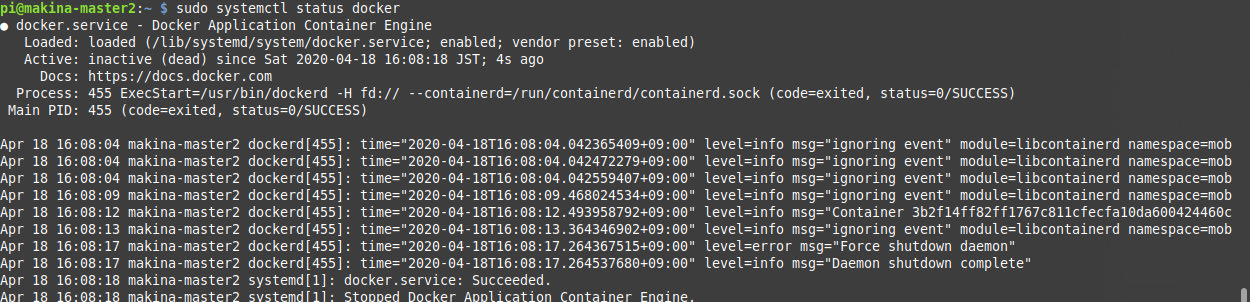 pi@makina-master2:~ $ sudo systemctl status docker
● docker.service - Docker Application Container Engine
Loaded: loaded (/lib/systemd/system/docker.service; enabled; vendor preset: enabled)
Active: inactive (dead) since Sat 2020-04-18 16:08:18 JST; 4s ago
Docs: https://docs.docker.com
Process: 455 ExecStart=/usr/bin/dockerd -H fd:// --containerd=/run/containerd/containerd.sock (code=exited, status=0/SUCCESS)
Main PID: 455 (code=exited, status=0/SUCCESS)
Apr 18 16:08:04 makina-master2 dockerd[455]: time="2020-04-18T16:08:04.042365409+09:00" level=info msg="ignoring event" module=libcontainerd namespace=mob
Apr 18 16:08:04 makina-master2 dockerd[455]: time="2020-04-18T16:08:04.042472279+09:00" level=info msg="ignoring event" module=libcontainerd namespace=mob
Apr 18 16:08:04 makina-master2 dockerd[455]: time="2020-04-18T16:08:04.042559407+09:00" level=info msg="ignoring event" module=libcontainerd namespace=mob
Apr 18 16:08:09 makina-master2 dockerd[455]: time="2020-04-18T16:08:09.468024534+09:00" level=info msg="ignoring event" module=libcontainerd namespace=mob
Apr 18 16:08:12 makina-master2 dockerd[455]: time="2020-04-18T16:08:12.493958792+09:00" level=info msg="Container 3b2f14ff82ff1767c811cfecfa10da600424460c
Apr 18 16:08:13 makina-master2 dockerd[455]: time="2020-04-18T16:08:13.364346902+09:00" level=info msg="ignoring event" module=libcontainerd namespace=mob
Apr 18 16:08:17 makina-master2 dockerd[455]: time="2020-04-18T16:08:17.264367515+09:00" level=error msg="Force shutdown daemon"
Apr 18 16:08:17 makina-master2 dockerd[455]: time="2020-04-18T16:08:17.264537680+09:00" level=info msg="Daemon shutdown complete"
Apr 18 16:08:18 makina-master2 systemd[1]: docker.service: Succeeded.
Apr 18 16:08:18 makina-master2 systemd[1]: Stopped Docker Application Container Engine.